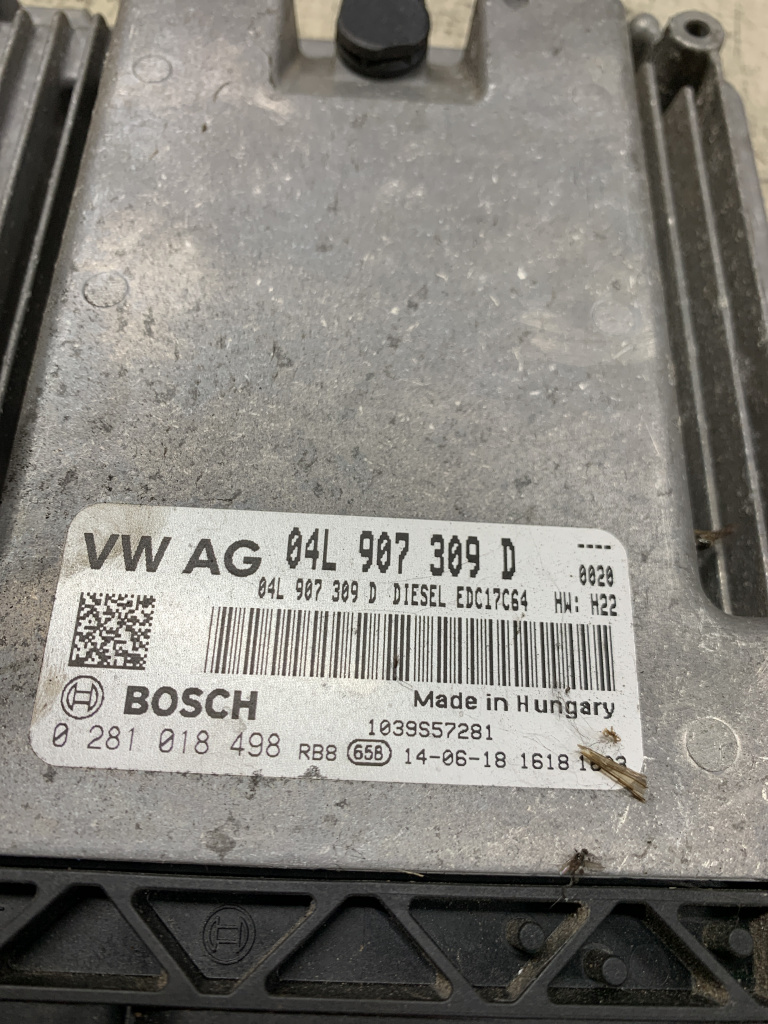 VW AG 04L 907 309 D ----
0020
04L 907 309 D DIESEL EDC17C64 HW: H22
BOSCH Made in Hungary
1039S57281
0 281 018 498 RB8 65B 14-06-18 1618